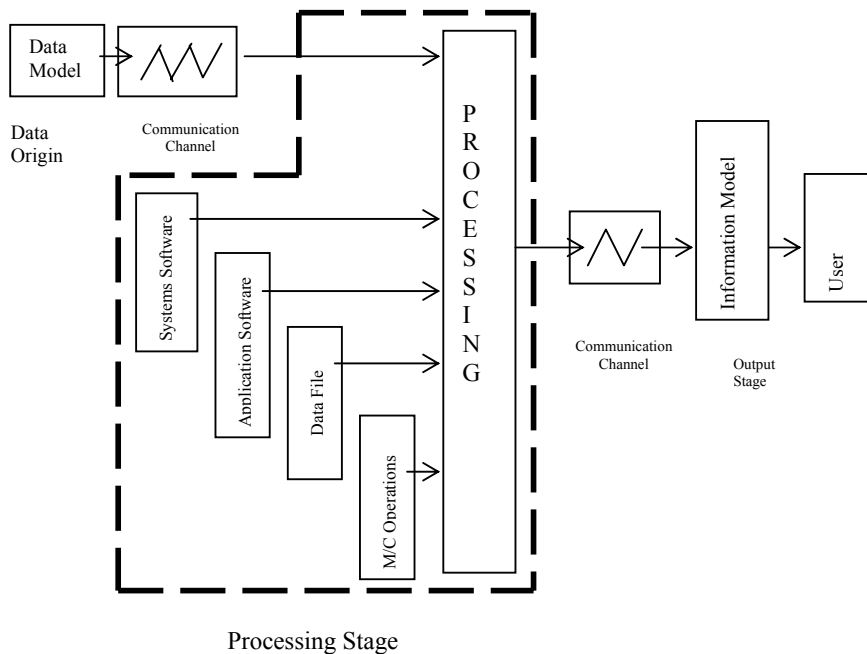 Data
Model
Data
Origin
Communication
Channel
PROCESSING
Systems Software
Application Software
Data File
M/C Operations
Communication
Channel
Information Model
Output
Stage
User
Processing Stage